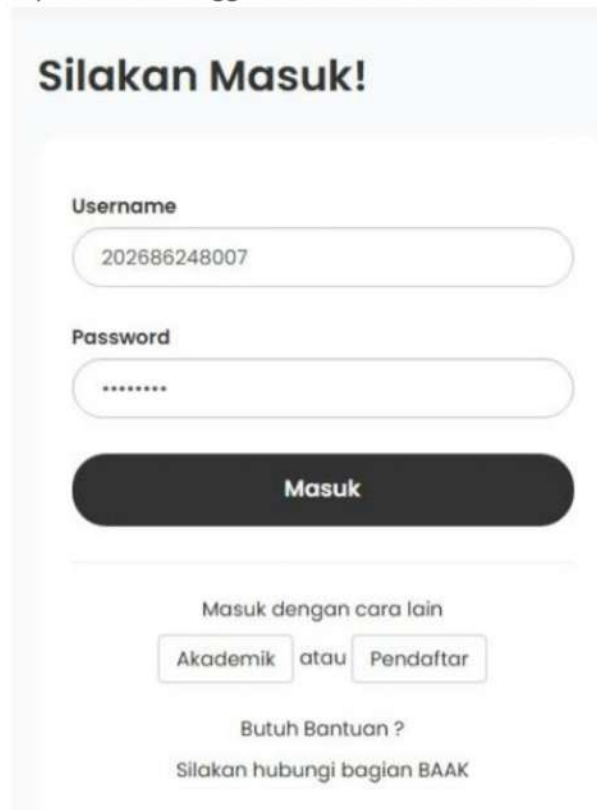 Silakan Masuk!
Username
202686248007
Password
••••••••
Masuk
Masuk dengan cara lain
Akademik atau Pendaftar
Butuh Bantuan ?
Silakan hubungi bagian BAAK